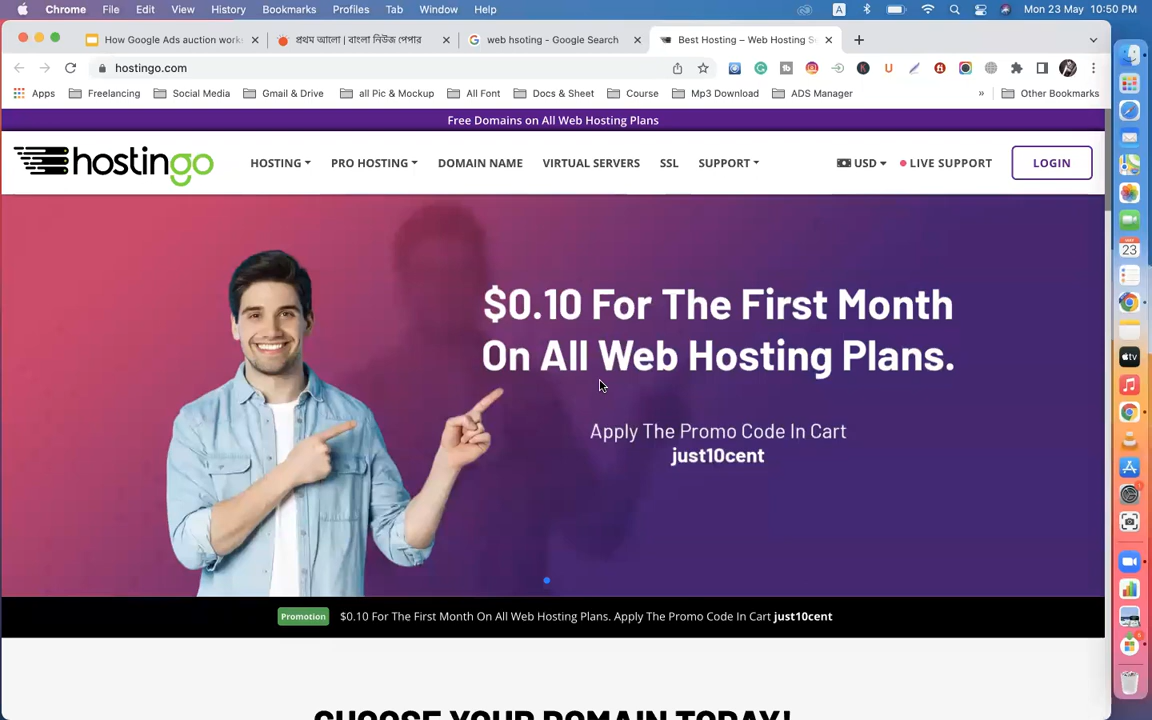 Chrome File Edit View History Bookmarks Profiles Tab Window Help A Mon 23 May 10:50 PM
How Google Ads auction work
প্রথম আলো | বাংলা নিউজ পেপার
web hsoting - Google Search
Best Hosting – Web Hosting S
hostingo.com
Apps Freelancing Social Media Gmail & Drive all Pic & Mockup All Font Docs & Sheet Course Mp3 Download ADS Manager » Other Bookmarks
Free Domains on All Web Hosting Plans
hostingo
HOSTING PRO HOSTING DOMAIN NAME VIRTUAL SERVERS SSL SUPPORT USD LIVE SUPPORT LOGIN
$0.10 For The First Month
On All Web Hosting Plans.
Apply The Promo Code In Cart
just10cent
Promotion $0.10 For The First Month On All Web Hosting Plans. Apply The Promo Code In Cart just10cent
CHOOSE YOUR DOMAIN TODAY!
23
tv